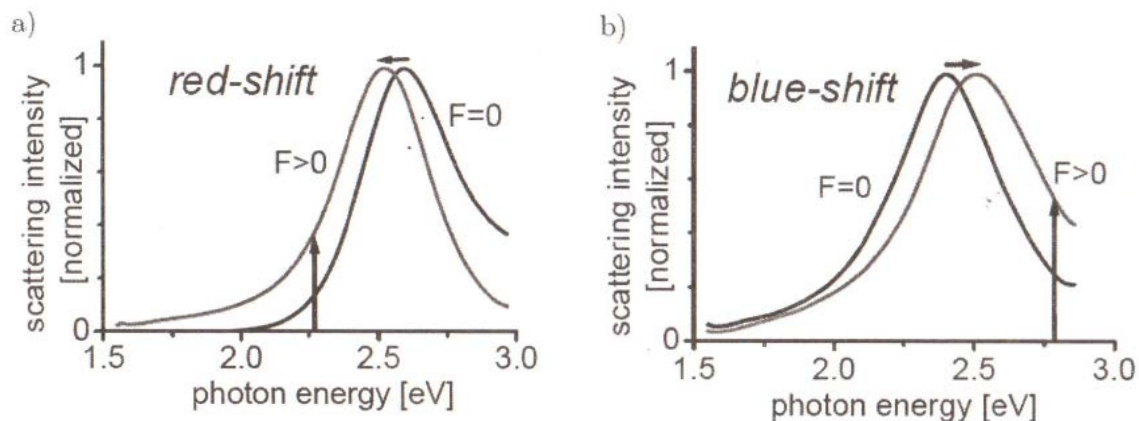 a)
red-shift
F=0
F>0
1
0
scattering intensity
[normalized]
1.5
2.0
2.5
3.0
photon energy [eV]
b)
blue-shift
F=0
F>0
1
0
scattering intensity
[normalized]
1.5
2.0
2.5
3.0
photon energy [eV]